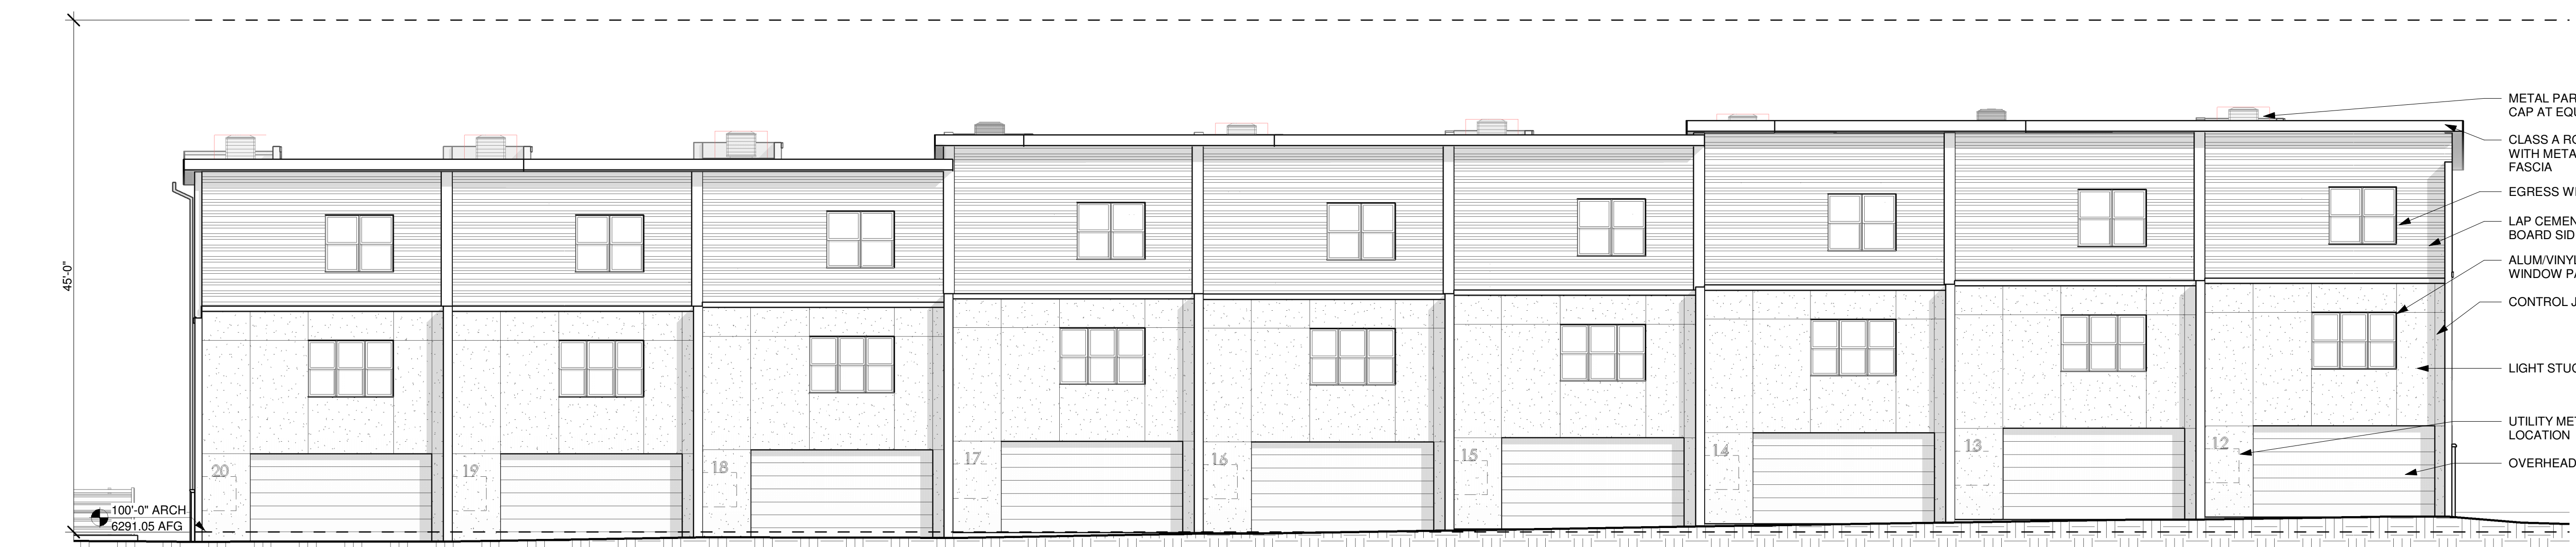 45'-0"
100'-0" ARCH
6291.05 AFG
20
19
18
17
16
15
14
13
12
METAL PAR
CAP AT EQU
CLASS A RO
WITH META
FASCIA
EGRESS WI
LAP CEMEN
BOARD SID
ALUM/VINYL
WINDOW PA
CONTROL J
LIGHT STUC
UTILITY MET
LOCATION
OVERHEAD